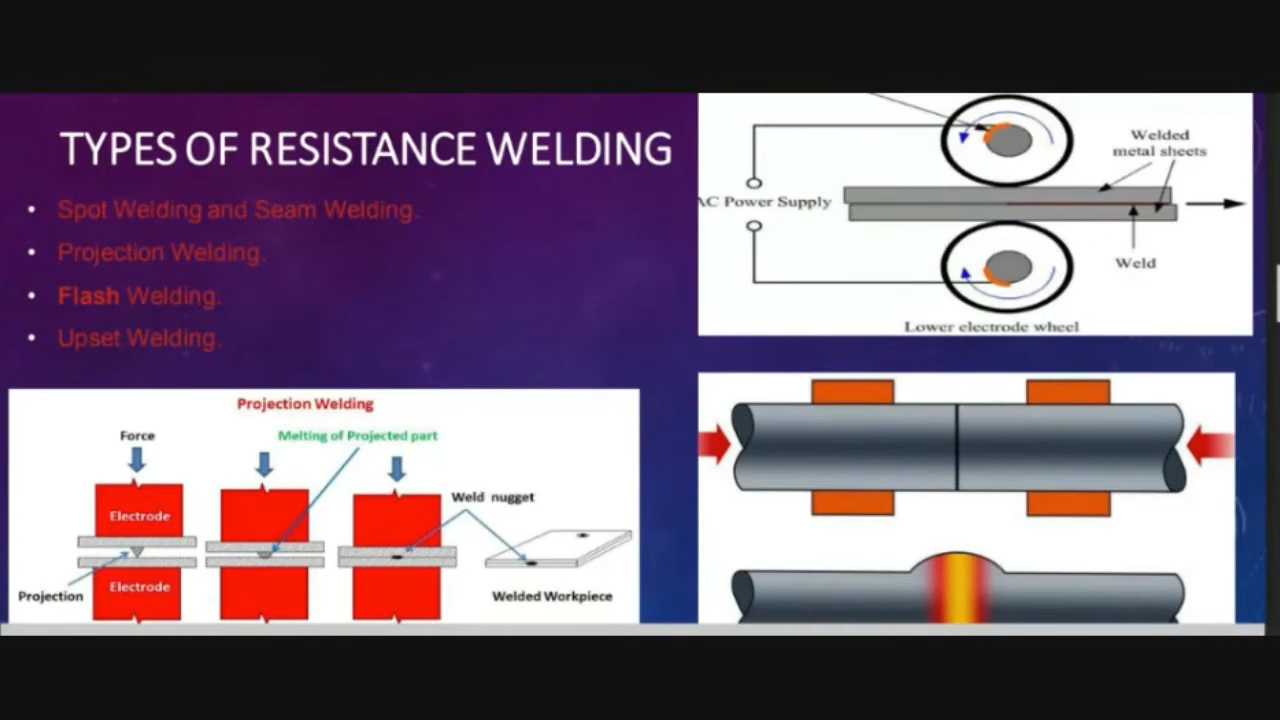 TYPES OF RESISTANCE WELDING
• Spot Welding and Seam Welding.
• Projection Welding.
• Flash Welding.
• Upset Welding.
Welded
metal sheets
AC Power Supply
Weld
Lower electrode wheel
Projection Welding
Force
Melting of Projected part
Weld nugget
Electrode
Electrode
Projection
Welded Workpiece